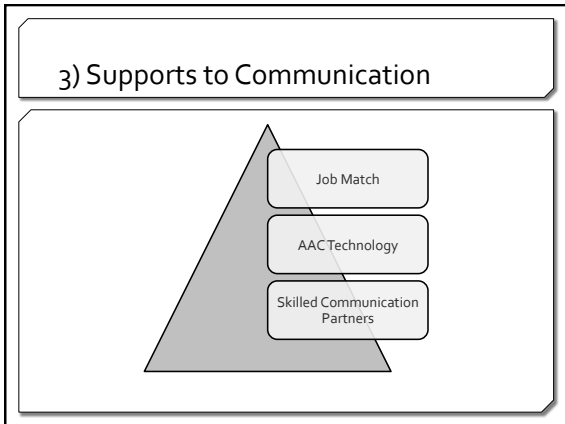 3) Supports to Communication
Job Match
AAC Technology
Skilled Communication
Partners